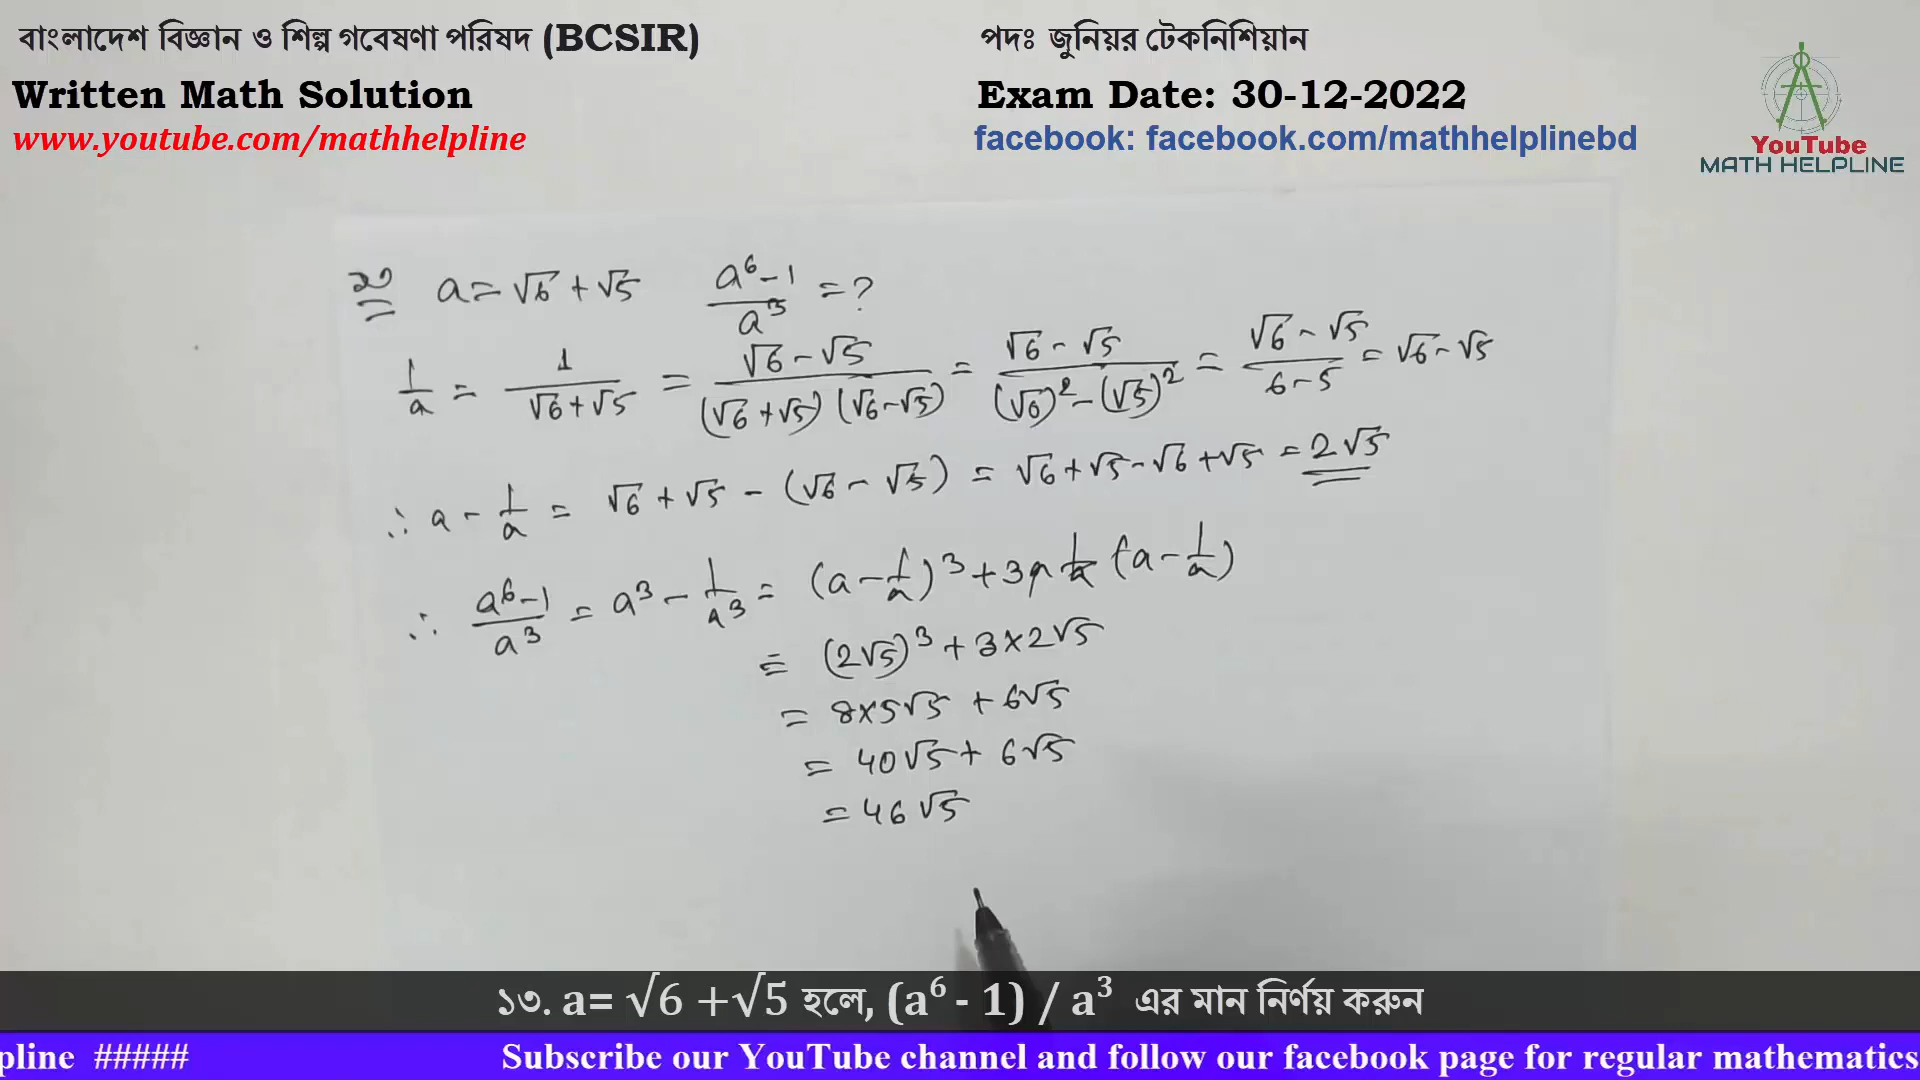 বাংলাদেশ বিজ্ঞান ও শিল্প গবেষণা পরিষদ (BCSIR)
পদঃ জুনিয়র টেকনিশিয়ান
Written Math Solution
Exam Date: 30-12-2022
www.youtube.com/mathhelpline
facebook: facebook.com/mathhelplinebd
YouTube
MATH HELPLINE
১৩ a = √6 + √5 (a⁶ - 1)/a³ = ?
1/a = 1/(√6 + √5) = (√6 - √5)/((√6 + √5)(√6 - √5)) = (√6 - √5)/((√6)² - (√5)²) = (√6 - √5)/(6 - 5) = √6 - √5
∴ a - 1/a = √6 + √5 - (√6 - √5) = √6 + √5 - √6 + √5 = 2√5
∴ (a⁶ - 1)/a³ = a³ - 1/a³ = (a - 1/a)³ + 3a 1/a (a - 1/a)
= (2√5)³ + 3×2√5
= 8×5√5 + 6√5
= 40√5 + 6√5
= 46√5
১৩. a= √6 +√5 হলে, (a⁶ - 1) / a³ এর মান নির্ণয় করুন
pline ##### Subscribe our YouTube channel and follow our facebook page for regular mathematics